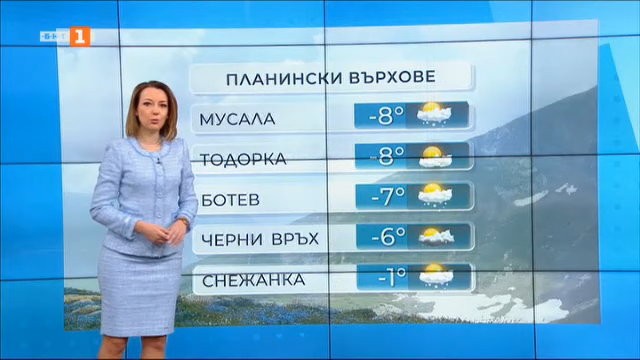 БНТ 1
ПЛАНИНСКИ ВЪРХОВЕ
МУСАЛА -8°
ТОДОРКА -8°
БОТЕВ -7°
ЧЕРНИ ВРЪХ -6°
СНЕЖАНКА -1°